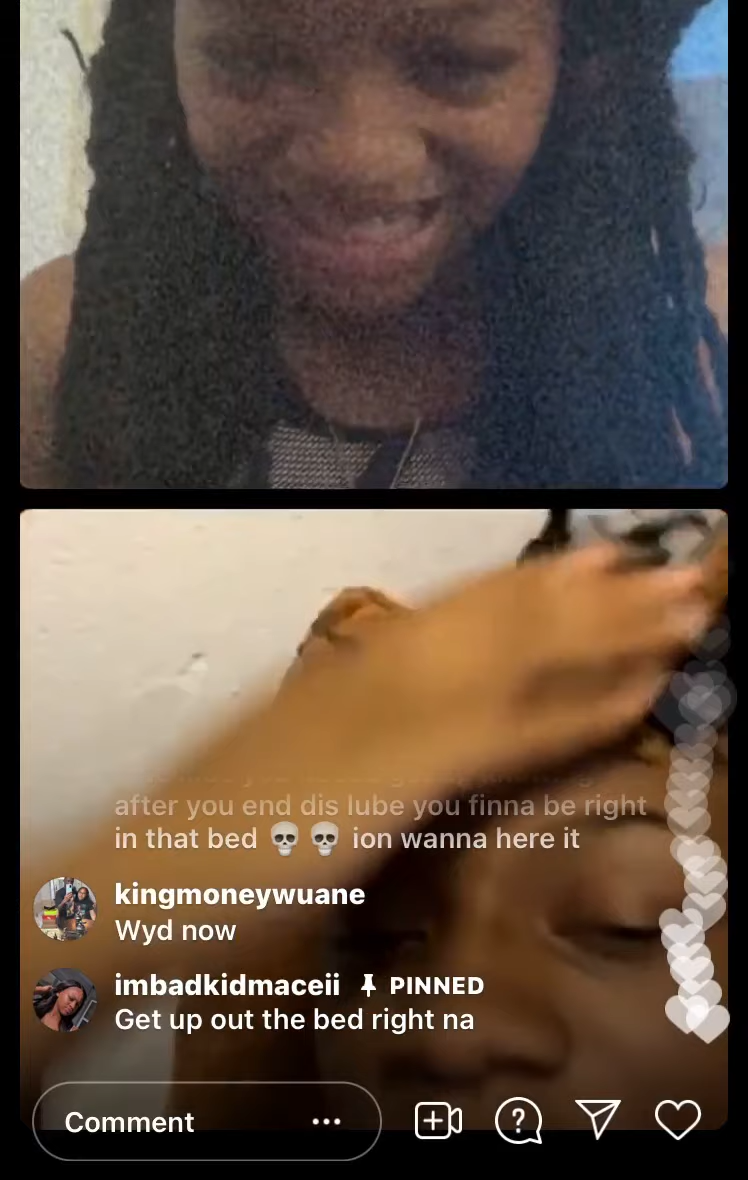 after you end dis lube you finna be right
in that bed 💀 💀 ion wanna here it
kingmoneywuane
Wyd now
imbadkidmaceii PINNED
Get up out the bed right na
Comment